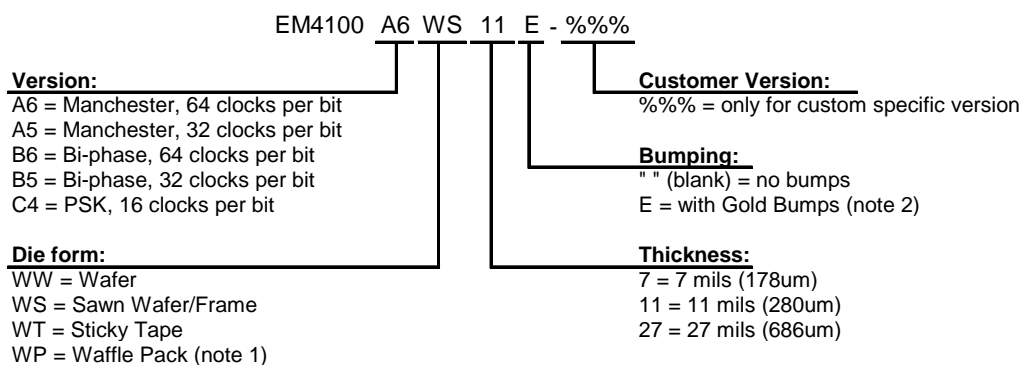 EM4100 A6 WS 11 E - %%%
Version:
A6 = Manchester, 64 clocks per bit
A5 = Manchester, 32 clocks per bit
B6 = Bi-phase, 64 clocks per bit
B5 = Bi-phase, 32 clocks per bit
C4 = PSK, 16 clocks per bit
Die form:
WW = Wafer
WS = Sawn Wafer/Frame
WT = Sticky Tape
WP = Waffle Pack (note 1)
Customer Version:
%%% = only for custom specific version
Bumping:
" " (blank) = no bumps
E = with Gold Bumps (note 2)
Thickness:
7 = 7 mils (178um)
11 = 11 mils (280um)
27 = 27 mils (686um)